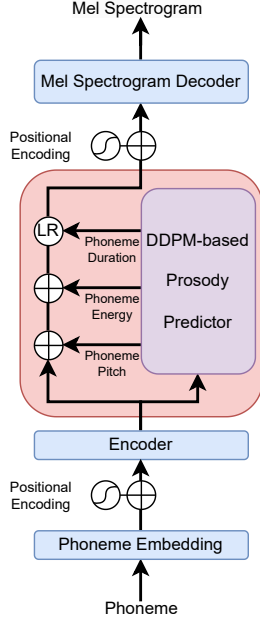 Mel Spectrogram
Mel Spectrogram Decoder
Positional
Encoding
LR
Phoneme
Duration
DDPM-based
Phoneme
Energy
Prosody
Predictor
Phoneme
Pitch
Encoder
Positional
Encoding
Phoneme Embedding
Phoneme